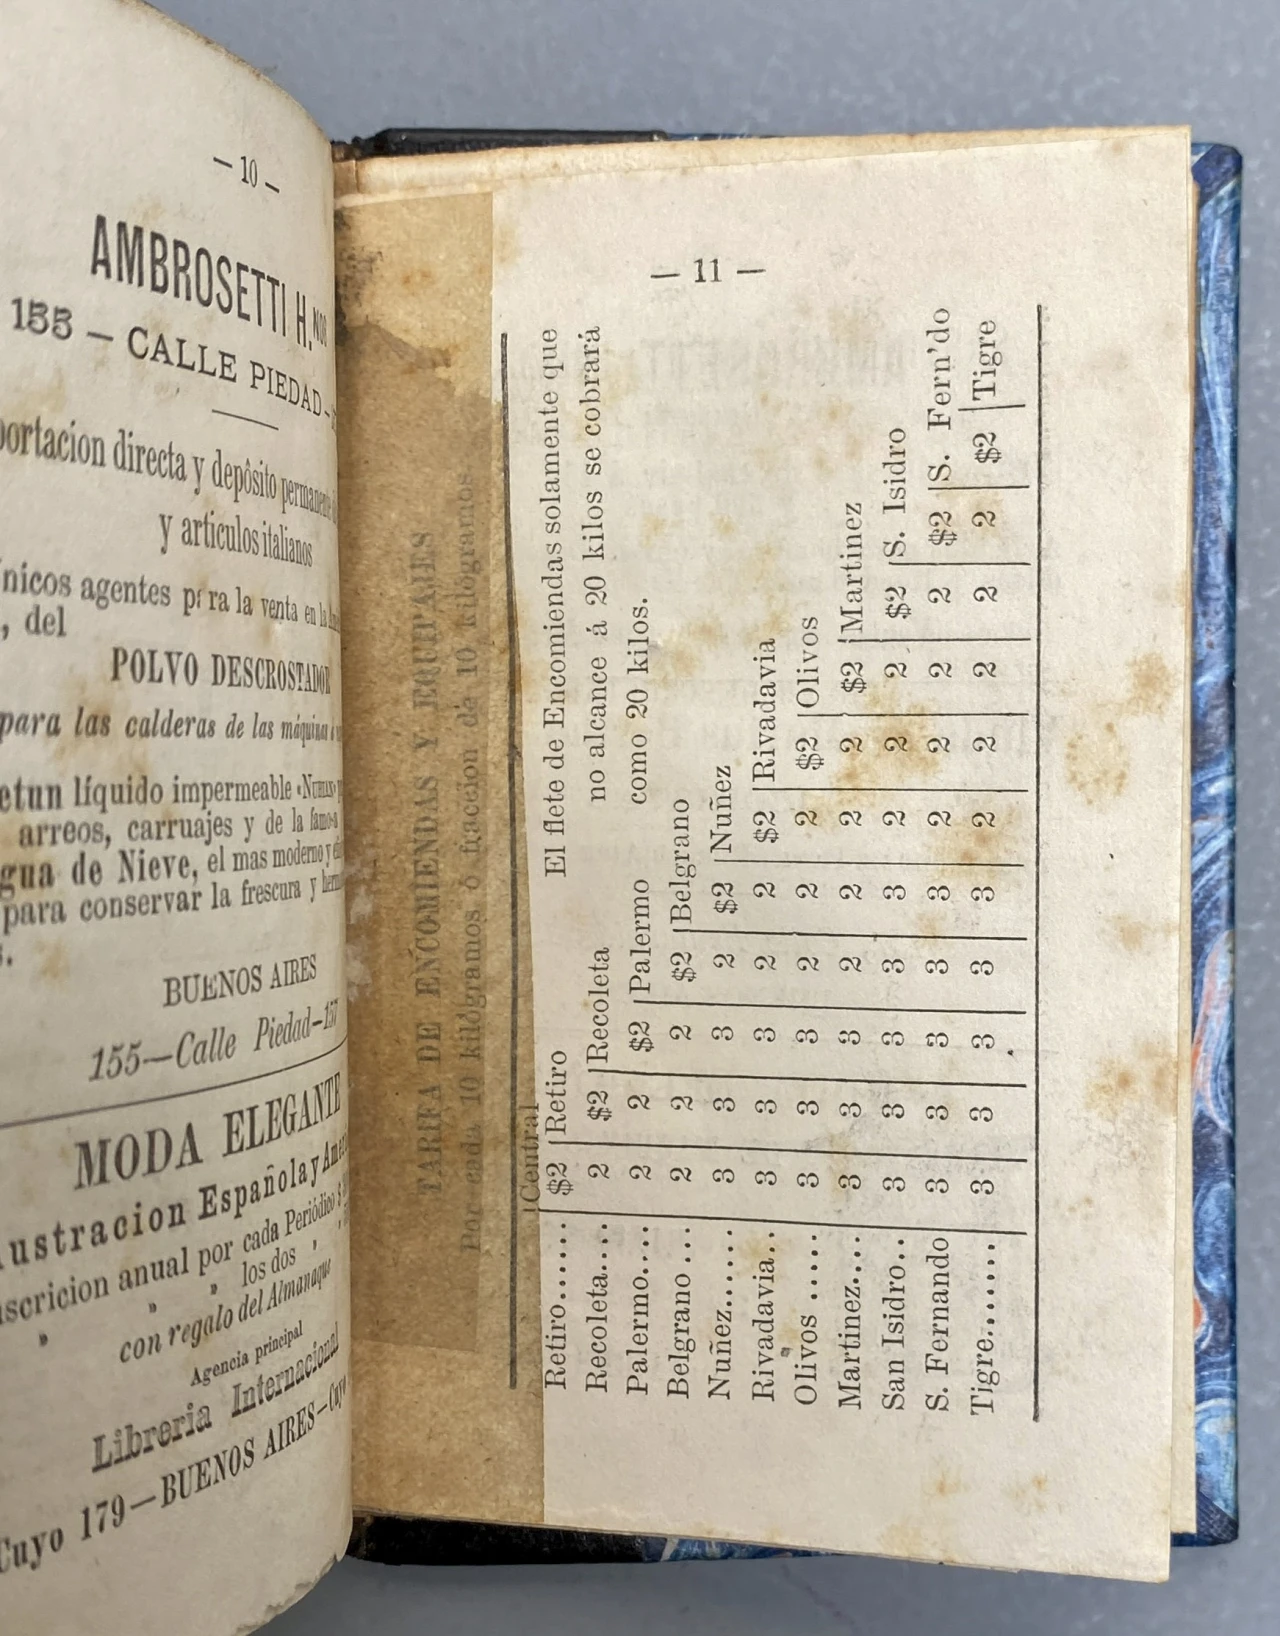 — 10 —
AMBROSETTI H.NOS
155 — CALLE PIEDAD
portacion directa y depósito permanente
y articulos italianos
nicos agentes para la venta en la
, del
POLVO DESCROSTADOR
para las calderas de las máquinas
etun líquido impermeable «NUBIAN»
arreos, carruajes y de la famosa
gua de Nieve, el mas moderno y
para conservar la frescura y
s.
BUENOS AIRES
155—Calle Piedad—157
MODA ELEGANTE
lustracion Española y Ame
scricion anual por cada Periódico $
» » los dos »
» con regalo del Almanaque
Agencia principal
Libreria Internacional
Cuyo 179—BUENOS AIRES—Cuyo
— 11 —
TARIFA DE ENCOMIENDAS Y EQUIPAJES
Por cada 10 kilógramos ó fraccion de 10 kilógramos
Central
Retiro...... $2 Retiro El flete de Encomiendas solamente que
Recoleta.... 2 $2 Recoleta no alcance á 20 kilos se cobrará
Palermo.... 2 2 $2 Palermo como 20 kilos.
Belgrano ... 2 2 2 $2 Belgrano
Nuñez...... 3 3 3 2 $2 Nuñez
Rivadavia.. 3 3 3 2 2 $2 Rivadavia
Olivos ..... 3 3 3 2 2 2 $2 Olivos
Martinez.... 3 3 3 2 2 2 2 $2 Martinez
San Isidro.. 3 3 3 3 3 2 2 2 $2 S. Isidro
S. Fernando 3 3 3 3 3 2 2 2 2 $2 S. Fern'do
Tigre........ 3 3 3 3 3 2 2 2 2 2 $2 Tigre